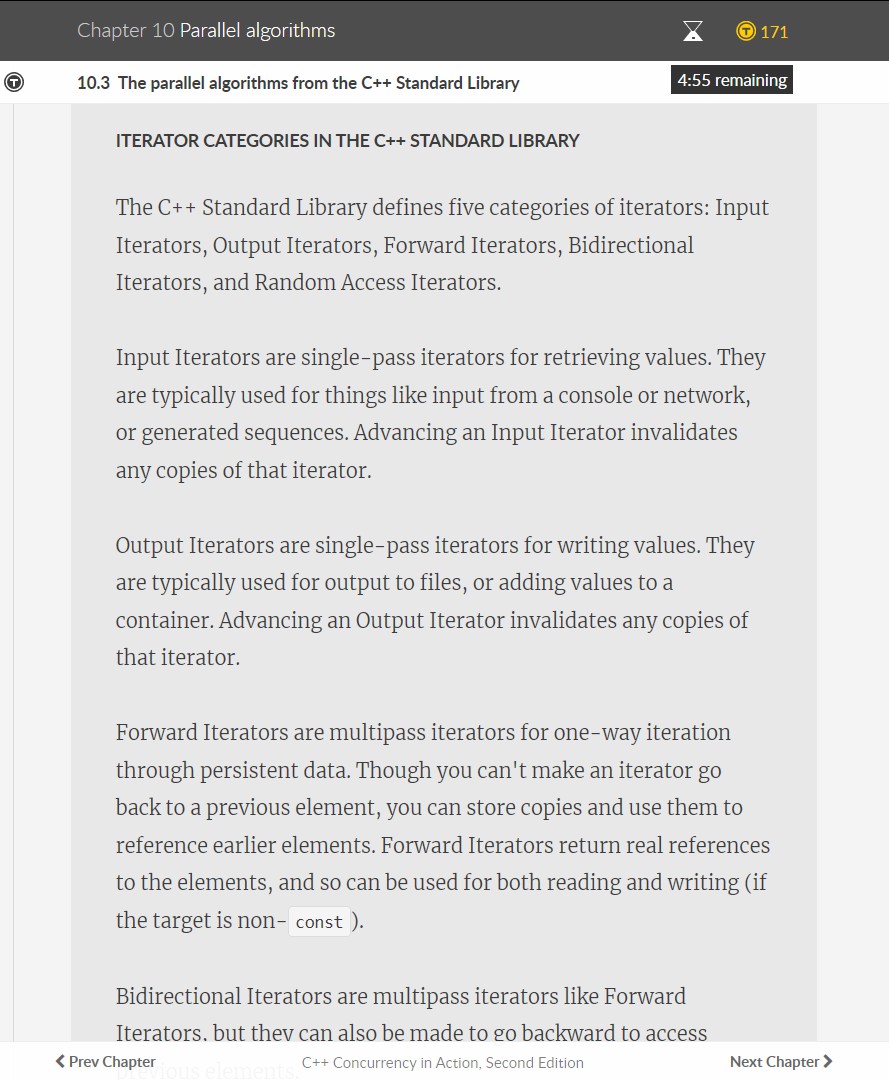 Chapter 10 Parallel algorithms
171
10.3 The parallel algorithms from the C++ Standard Library
4:55 remaining
ITERATOR CATEGORIES IN THE C++ STANDARD LIBRARY
The C++ Standard Library defines five categories of iterators: Input
Iterators, Output Iterators, Forward Iterators, Bidirectional
Iterators, and Random Access Iterators.
Input Iterators are single-pass iterators for retrieving values. They
are typically used for things like input from a console or network,
or generated sequences. Advancing an Input Iterator invalidates
any copies of that iterator.
Output Iterators are single-pass iterators for writing values. They
are typically used for output to files, or adding values to a
container. Advancing an Output Iterator invalidates any copies of
that iterator.
Forward Iterators are multipass iterators for one-way iteration
through persistent data. Though you can't make an iterator go
back to a previous element, you can store copies and use them to
reference earlier elements. Forward Iterators return real references
to the elements, and so can be used for both reading and writing (if
the target is non- const ).
Bidirectional Iterators are multipass iterators like Forward
Iterators, but they can also be made to go backward to access
previous elements.
Prev Chapter
C++ Concurrency in Action, Second Edition
Next Chapter